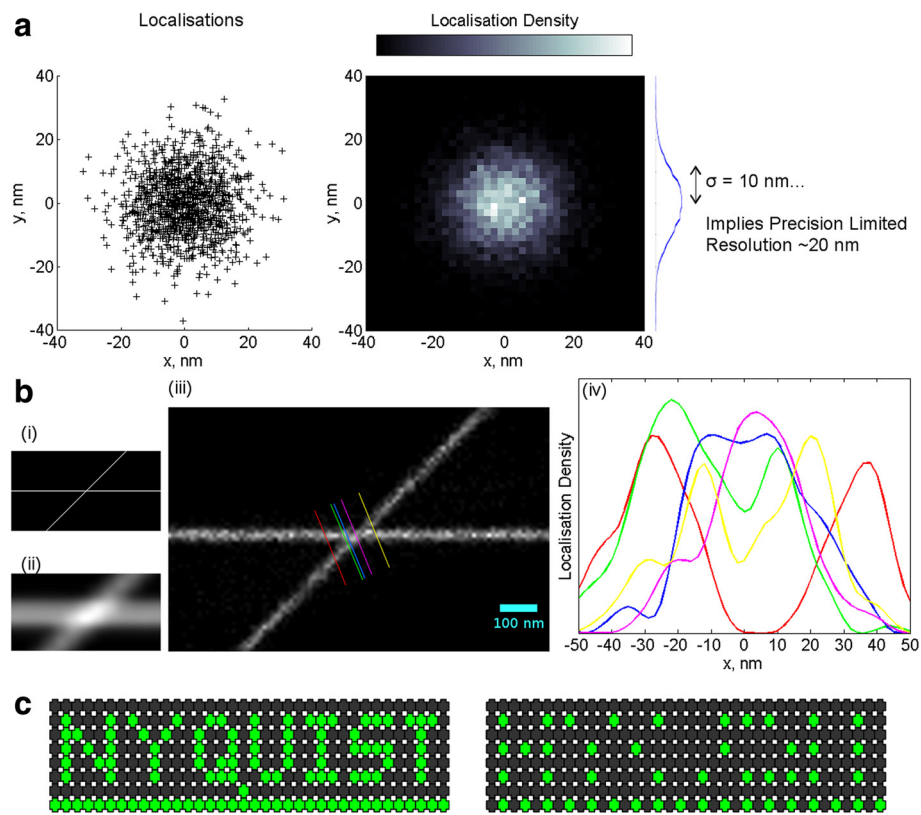 a
Localisations
Localisation Density
40
20
0
-20
-40
y, nm
-40 -20 0 20 40
x, nm
40
20
0
-20
-40
y, nm
-40 -20 0 20 40
x, nm
σ = 10 nm...
Implies Precision Limited
Resolution ~20 nm
b
(i)
(ii)
(iii)
100 nm
(iv)
Localisation Density
-50 -40 -30 -20 -10 0 10 20 30 40 50
x, nm
c
NYQUIST